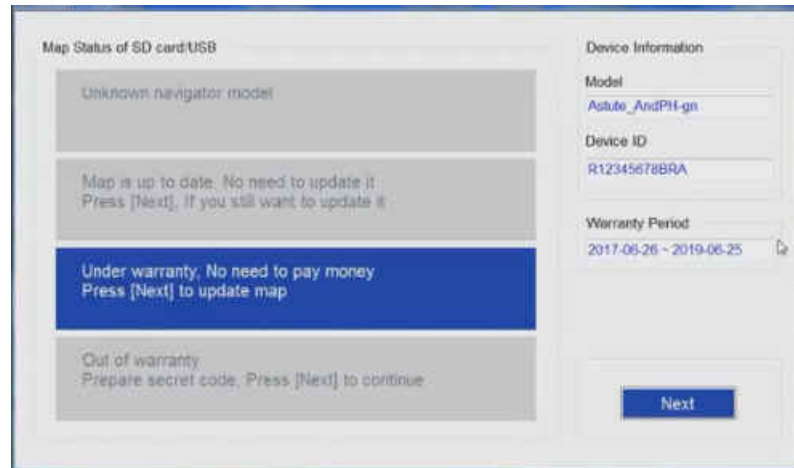 Map Status of SD card/USB
Unknown navigator model
Map is up to date, No need to update it
Press [Next], If you still want to update it
Under warranty, No need to pay money
Press [Next] to update map
Out of warranty
Prepare secret code, Press [Next] to continue
Device Information
Model
Astute_AndPH-gn
Device ID
R12345678BRA
Warranty Period
2017-06-26 ~ 2019-06-25
Next